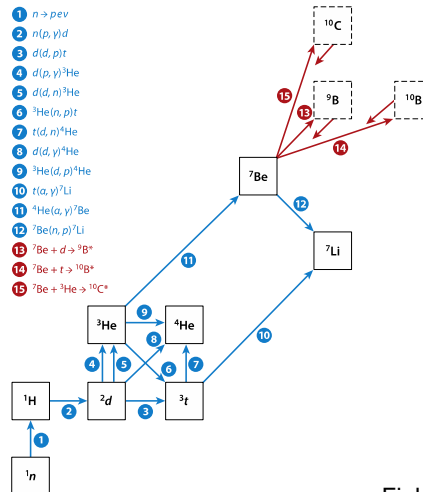 1 n → pev
2 n(p, γ)d
3 d(d, p)t
4 d(p, γ)³He
5 d(d, n)³He
6 ³He(n, p)t
7 t(d, n)⁴He
8 d(d, γ)⁴He
9 ³He(d, p)⁴He
10 t(a, γ)⁷Li
11 ⁴He(a, γ)⁷Be
12 ⁷Be(n, p)⁷Li
13 ⁷Be + d → ⁹B*
14 ⁷Be + t → ¹⁰B*
15 ⁷Be + ³He → ¹⁰C*
¹⁰C
15
13
⁹B
¹⁰B
14
⁷Be
12
⁷Li
11
³He
9
⁴He
8
10
4
5
6
7
¹H
2
²d
3
³t
1
¹n